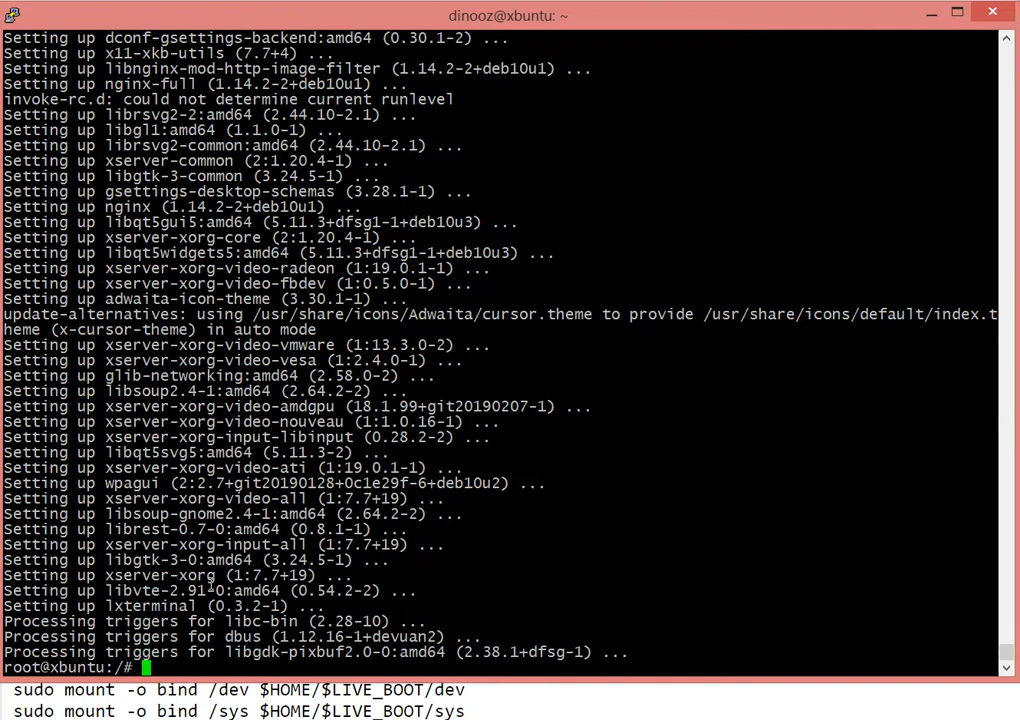 dinooz@xbuntu: ~
Setting up dconf-gsettings-backend:amd64 (0.30.1-2) ...
Setting up x11-xkb-utils (7.7+4) ...
Setting up libnginx-mod-http-image-filter (1.14.2-2+deb10u1) ...
Setting up nginx-full (1.14.2-2+deb10u1) ...
invoke-rc.d: could not determine current runlevel
Setting up librsvg2-2:amd64 (2.44.10-2.1) ...
Setting up libgl1:amd64 (1.1.0-1) ...
Setting up librsvg2-common:amd64 (2.44.10-2.1) ...
Setting up xserver-common (2:1.20.4-1) ...
Setting up libgtk-3-common (3.24.5-1) ...
Setting up gsettings-desktop-schemas (3.28.1-1) ...
Setting up nginx (1.14.2-2+deb10u1) ...
Setting up libqt5gui5:amd64 (5.11.3+dfsg1-1+deb10u3) ...
Setting up xserver-xorg-core (2:1.20.4-1) ...
Setting up libqt5widgets5:amd64 (5.11.3+dfsg1-1+deb10u3) ...
Setting up xserver-xorg-video-radeon (1:19.0.1-1) ...
Setting up xserver-xorg-video-fbdev (1:0.5.0-1) ...
Setting up adwaita-icon-theme (3.30.1-1) ...
update-alternatives: using /usr/share/icons/Adwaita/cursor.theme to provide /usr/share/icons/default/index.t
heme (x-cursor-theme) in auto mode
Setting up xserver-xorg-video-vmware (1:13.3.0-2) ...
Setting up xserver-xorg-video-vesa (1:2.4.0-1) ...
Setting up glib-networking:amd64 (2.58.0-2) ...
Setting up libsoup2.4-1:amd64 (2.64.2-2) ...
Setting up xserver-xorg-video-amdgpu (18.1.99+git20190207-1) ...
Setting up xserver-xorg-video-nouveau (1:1.0.16-1) ...
Setting up xserver-xorg-input-libinput (0.28.2-2) ...
Setting up libqt5svg5:amd64 (5.11.3-2) ...
Setting up xserver-xorg-video-ati (1:19.0.1-1) ...
Setting up wpagui (2:2.7+git20190128+0c1e29f-6+deb10u2) ...
Setting up xserver-xorg-video-all (1:7.7+19) ...
Setting up libsoup-gnome2.4-1:amd64 (2.64.2-2) ...
Setting up librest-0.7-0:amd64 (0.8.1-1) ...
Setting up xserver-xorg-input-all (1:7.7+19) ...
Setting up libgtk-3-0:amd64 (3.24.5-1) ...
Setting up xserver-xorg (1:7.7+19) ...
Setting up libvte-2.91-0:amd64 (0.54.2-2) ...
Setting up lxterminal (0.3.2-1) ...
Processing triggers for libc-bin (2.28-10) ...
Processing triggers for dbus (1.12.16-1+devuan2) ...
Processing triggers for libgdk-pixbuf2.0-0:amd64 (2.38.1+dfsg-1) ...
root@xbuntu:/#
sudo mount -o bind /dev $HOME/$LIVE_BOOT/dev
sudo mount -o bind /sys $HOME/$LIVE_BOOT/sys